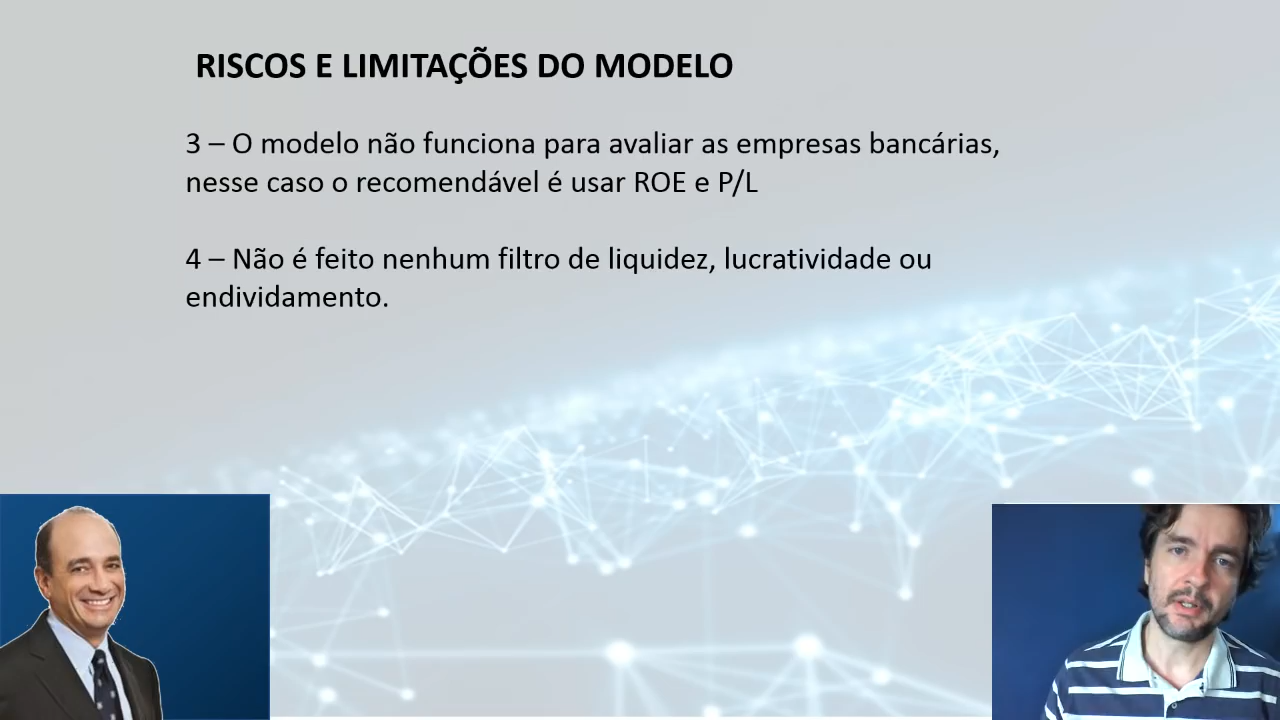 RISCOS E LIMITAÇÕES DO MODELO
3 – O modelo não funciona para avaliar as empresas bancárias,
nesse caso o recomendável é usar ROE e P/L
4 – Não é feito nenhum filtro de liquidez, lucratividade ou
endividamento.